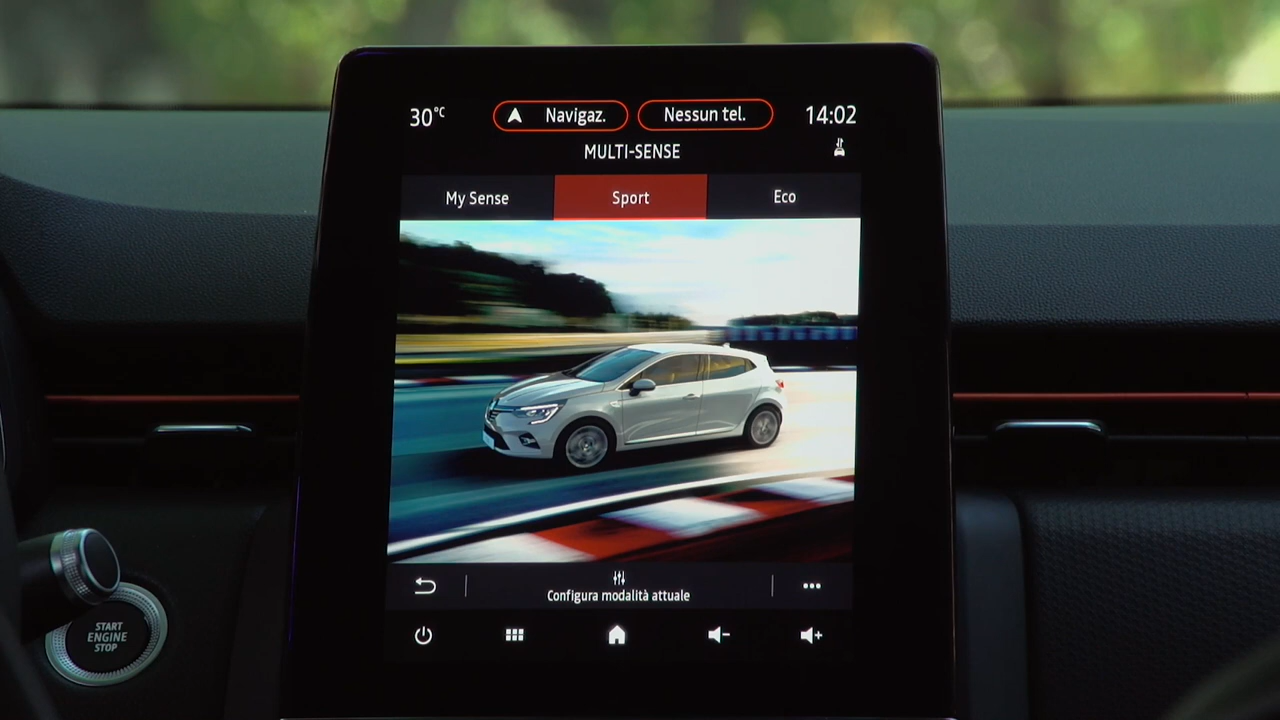 30°C
Navigaz.
Nessun tel.
14:02
MULTI-SENSE
My Sense
Sport
Eco
Configura modalità attuale
START
ENGINE
STOP